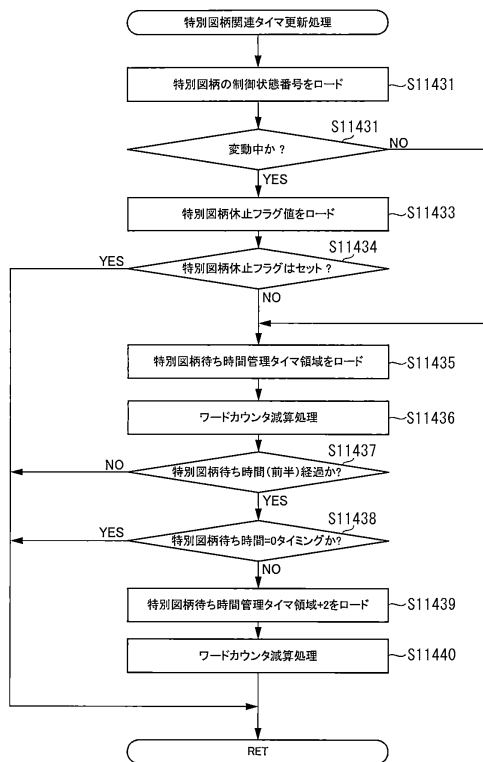 特別図柄関連タイマ更新処理
特別図柄の制御状態番号をロード
S11431
S11431
変動中か?
NO
YES
特別図柄休止フラグ値をロード
S11433
S11434
YES
特別図柄休止フラグはセット?
NO
特別図柄待ち時間管理タイマ領域をロード
S11435
ワードカウンタ減算処理
S11436
S11437
NO
特別図柄待ち時間(前半)経過か?
YES
S11438
YES
特別図柄待ち時間=0タイミングか?
NO
特別図柄待ち時間管理タイマ領域+2をロード
S11439
ワードカウンタ減算処理
S11440
RET